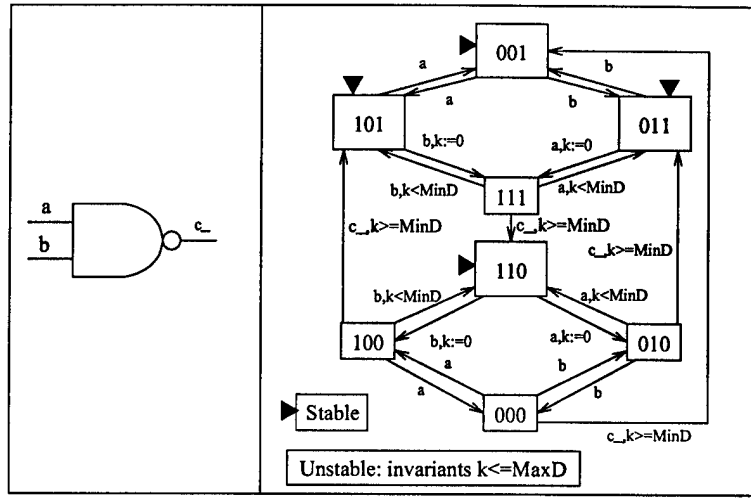 a
b
c_
001
a
a
b
b
101
011
b,k:=0
a,k:=0
b,k<MinD
a,k<MinD
111
c_,k>=MinD
c_,k>=MinD
c_,k>=MinD
110
b,k<MinD
a,k<MinD
100
010
b,k:=0
a,k:=0
a
b
a
b
000
Stable
c_,k>=MinD
Unstable: invariants k<=MaxD